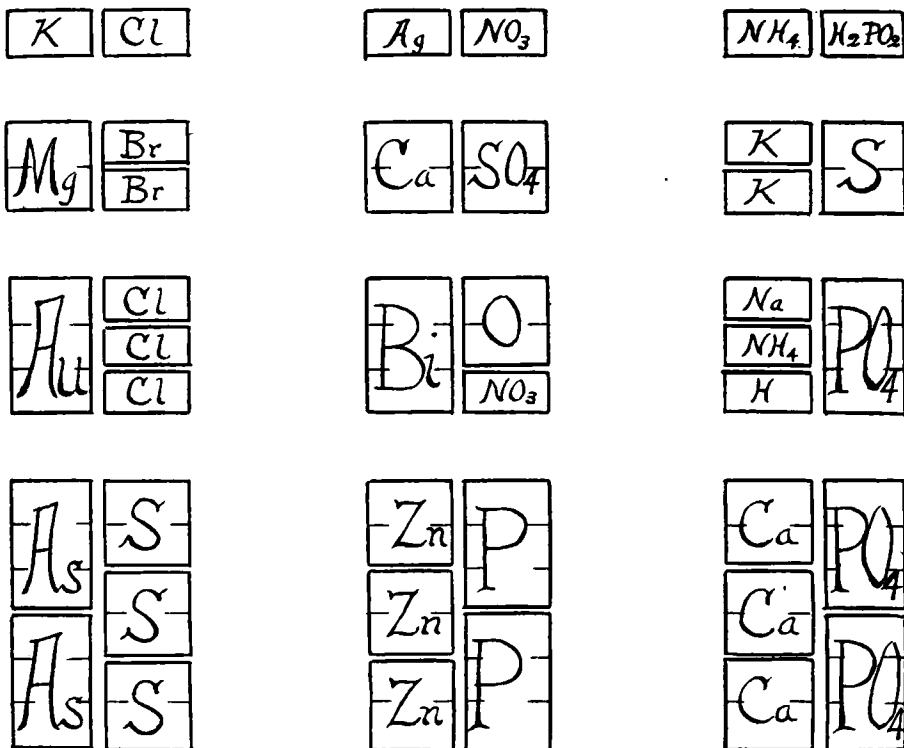 K Cl Ag NO₃ NH₄ H₂PO₂
Mg Br Br Ca SO₄ K K S
Au Cl Cl Cl Bi O NO₃ Na NH₄ H PO₄
As As S S S Zn Zn Zn P P Ca Ca Ca PO₄ PO₄